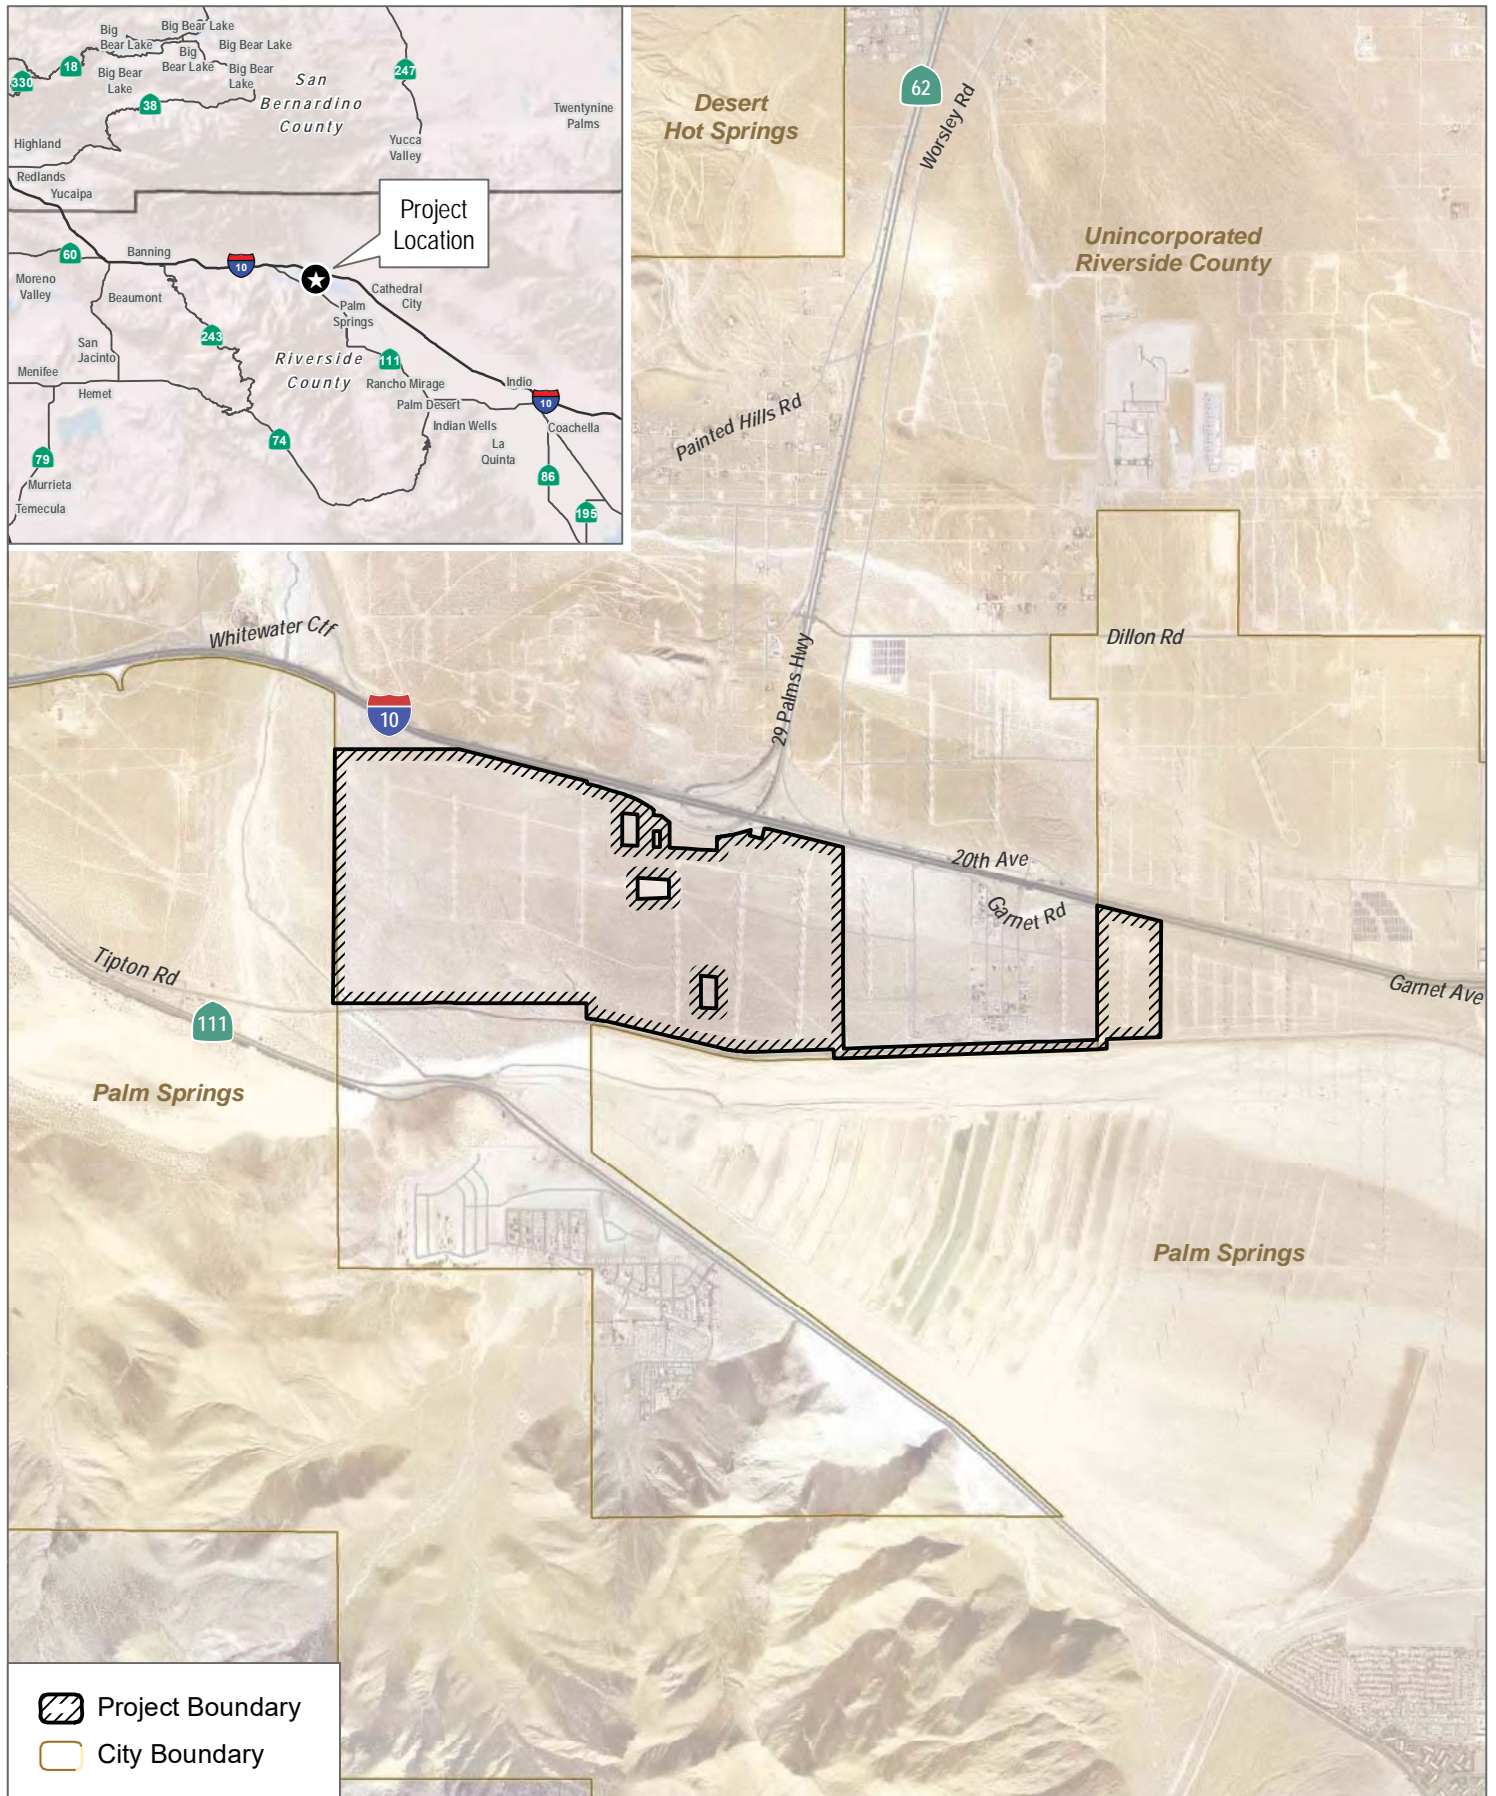 Big
Bear Lake
Big Bear Lake
Big
Bear Lake
Big Bear Lake
Big Bear
Lake
Big Bear
Lake
330
18
38
247
San
Bernardino
County
Twentynine
Palms
Highland
Yucca
Valley
Redlands
Yucaipa
Project
Location
60
Banning
10
Moreno
Valley
Beaumont
Cathedral
City
Palm
Springs
243
San
Jacinto
Riverside
County
111
Menifee
Rancho Mirage
Indio
Hemet
Palm Desert
10
Indian Wells
Coachella
74
La
Quinta
79
86
Murrieta
195
Temecula
Desert
Hot Springs
62
Worsley Rd
Unincorporated
Riverside County
Painted Hills Rd
Whitewater Ctf
29 Palms Hwy
Dillon Rd
10
20th Ave
Garnet Rd
Garnet Ave
Tipton Rd
111
Palm Springs
Palm Springs
Project Boundary
City Boundary